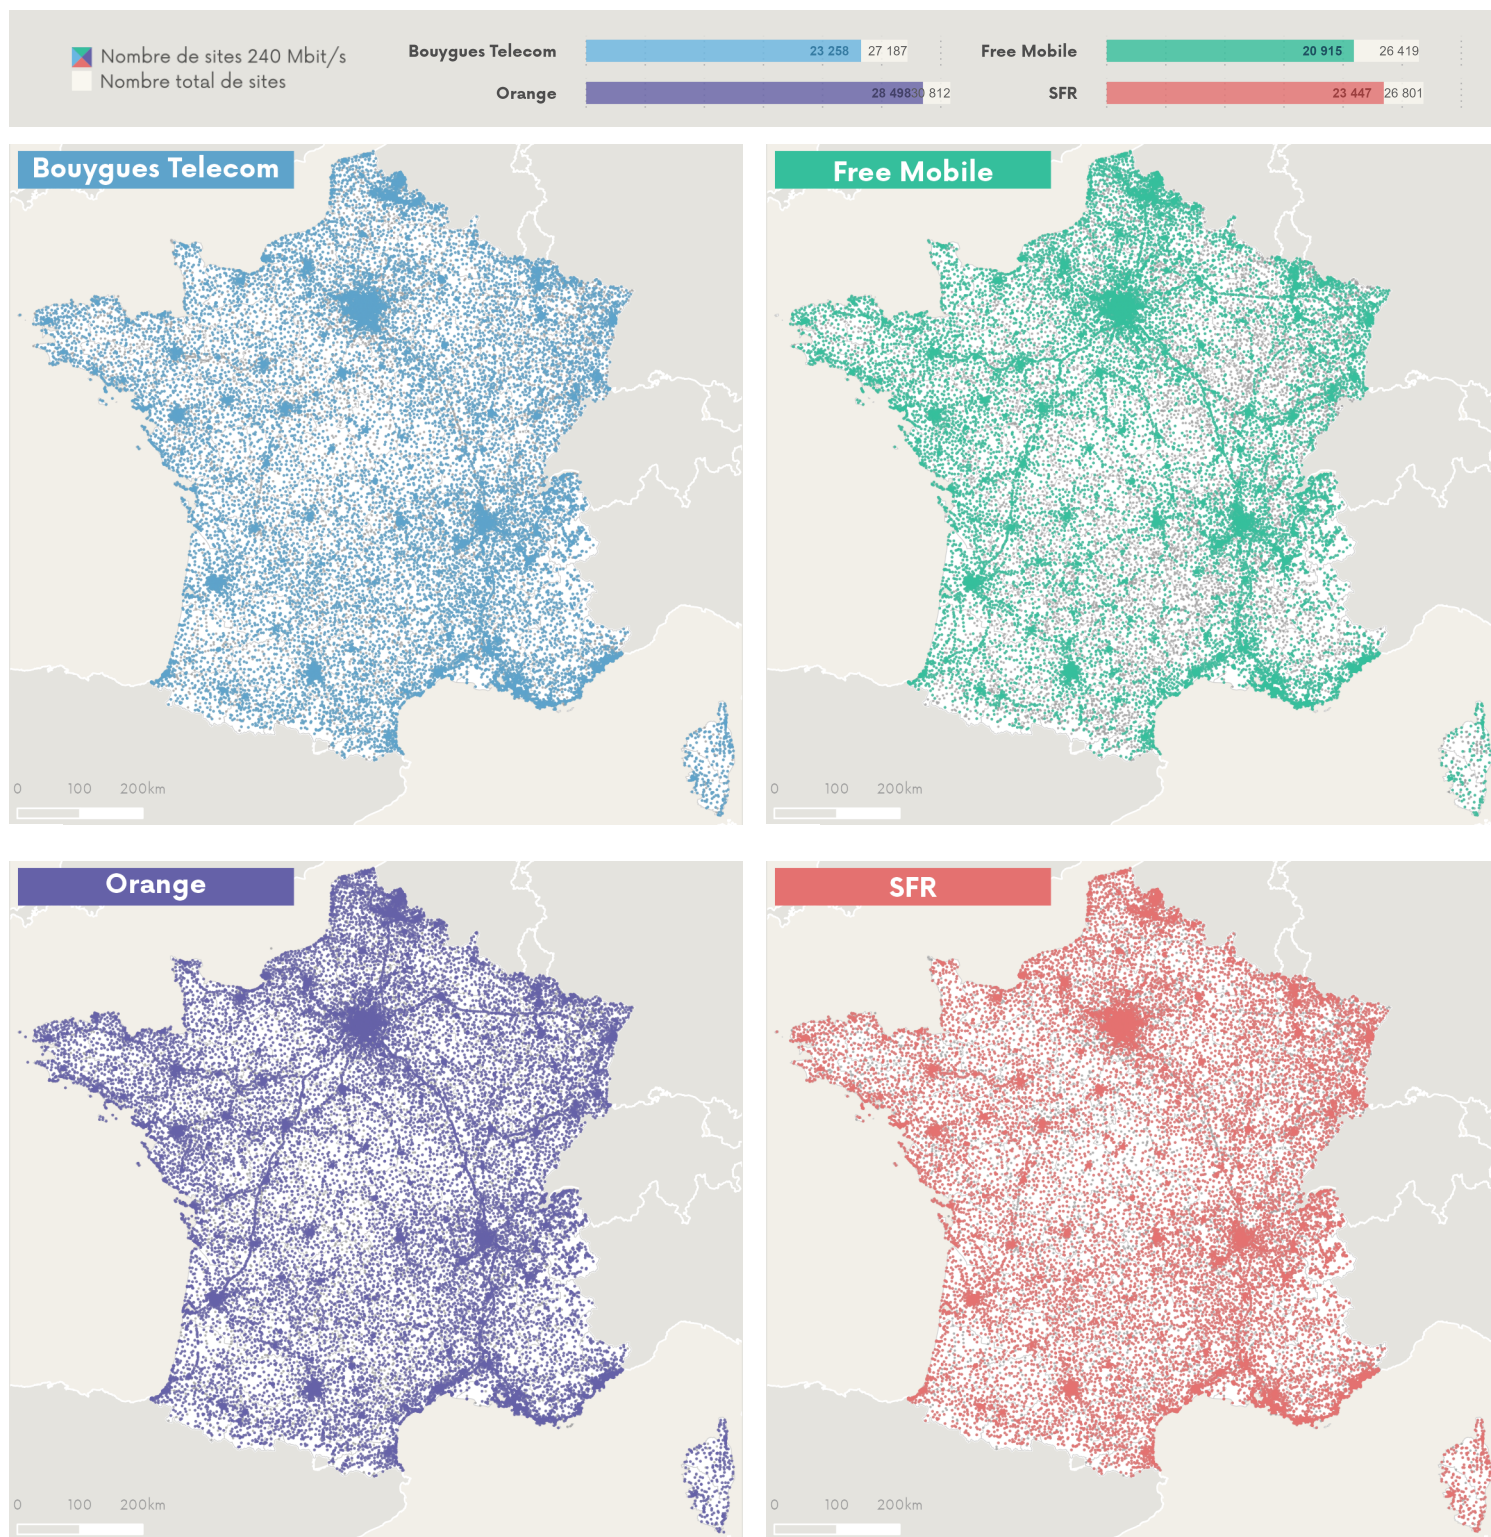 Nombre de sites 240 Mbit/s
Nombre total de sites
Bouygues Telecom 23 258 27 187
Orange 28 498 30 812
Free Mobile 20 915 26 419
SFR 23 447 26 801
Bouygues Telecom
0 100 200km
Free Mobile
0 100 200km
Orange
0 100 200km
SFR
0 100 200km